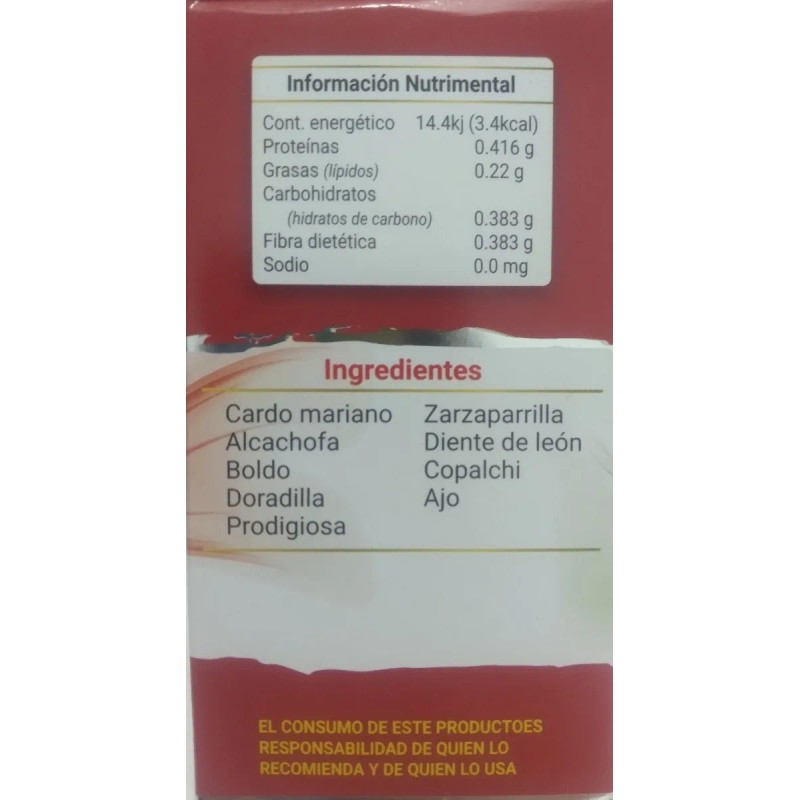 Información Nutrimental
Cont. energético 14.4kj (3.4kcal)
Proteínas 0.416 g
Grasas (lípidos) 0.22 g
Carbohidratos
(hidratos de carbono) 0.383 g
Fibra dietética 0.383 g
Sodio 0.0 mg
Ingredientes
Cardo mariano Zarzaparrilla
Alcachofa Diente de león
Boldo Copalchi
Doradilla Ajo
Prodigiosa
EL CONSUMO DE ESTE PRODUCTOES
RESPONSABILIDAD DE QUIEN LO
RECOMIENDA Y DE QUIEN LO USA